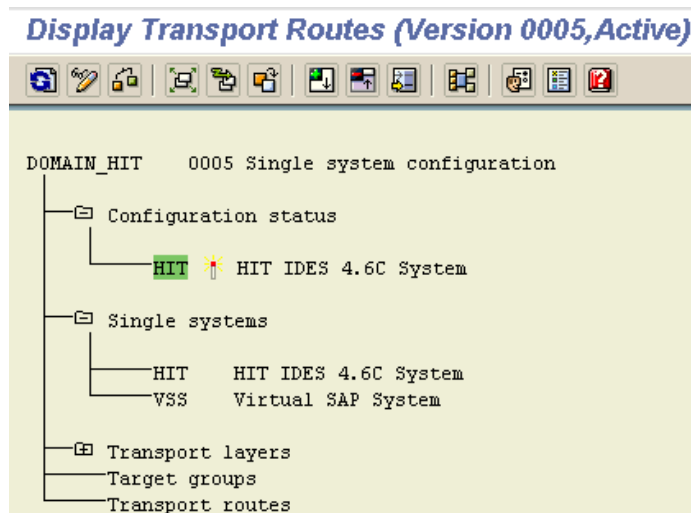 Display Transport Routes (Version 0005,Active)
DOMAIN_HIT 0005 Single system configuration
Configuration status
HIT HIT IDES 4.6C System
Single systems
HIT HIT IDES 4.6C System
VSS Virtual SAP System
Transport layers
Target groups
Transport routes